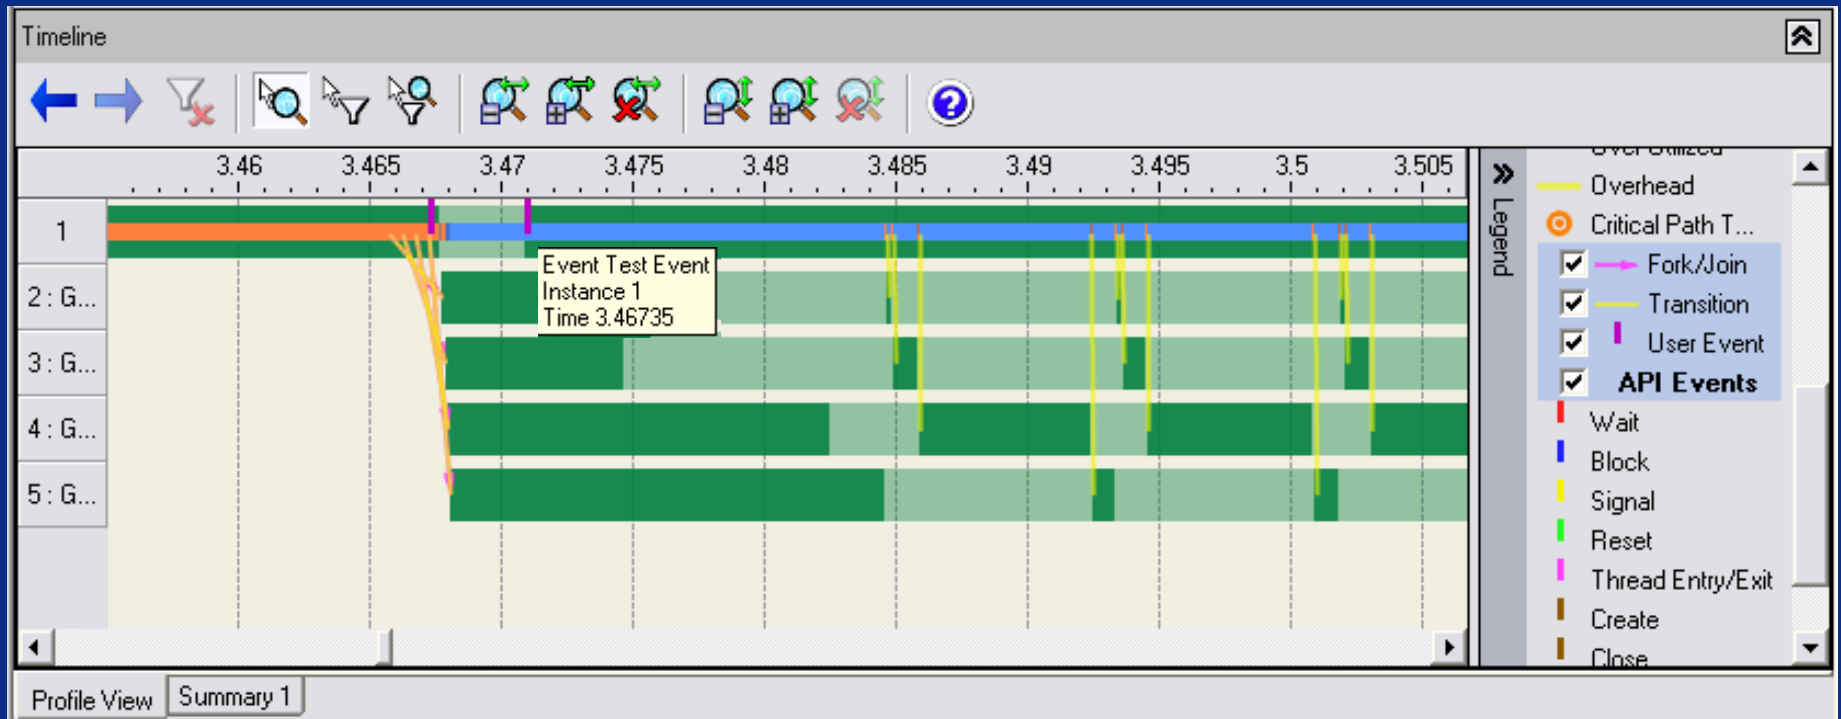 Timeline
3.46 3.465 3.47 3.475 3.48 3.485 3.49 3.495 3.5 3.505
1
2 : G...
3 : G...
4 : G...
5 : G...
Event Test Event
Instance 1
Time 3.46735
Legend
Over Utilized
Overhead
Critical Path T...
Fork/Join
Transition
User Event
API Events
Wait
Block
Signal
Reset
Thread Entry/Exit
Create
Close
Profile View
Summary 1